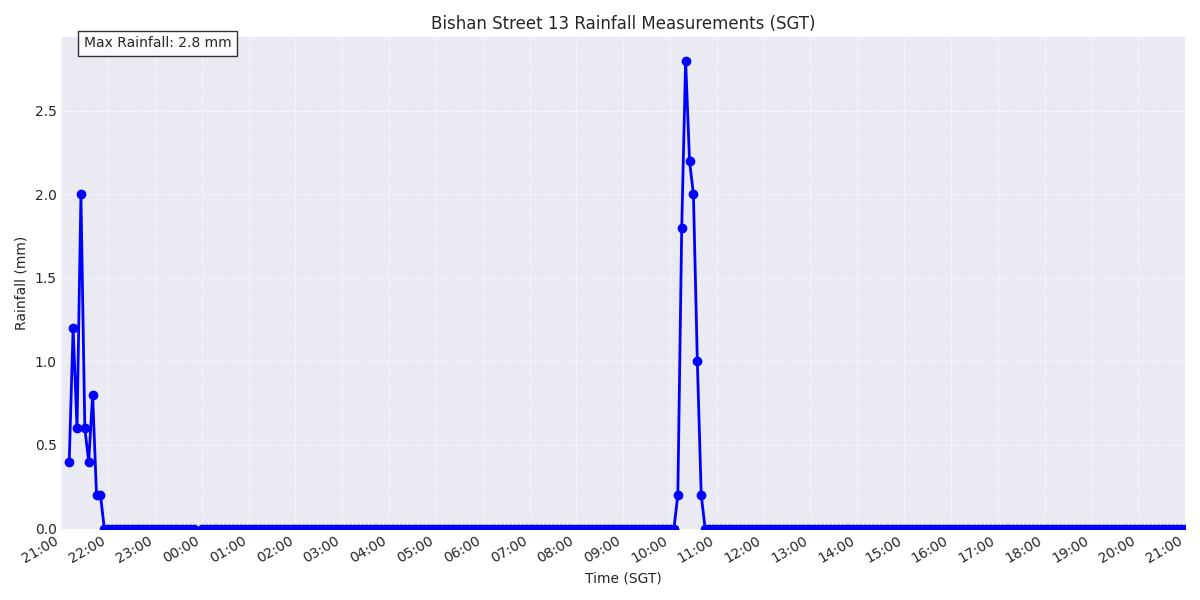 Bishan Street 13 Rainfall Measurements (SGT)
Max Rainfall: 2.8 mm
Rainfall (mm)
2.5
2.0
1.5
1.0
0.5
0.0
21:00 22:00 23:00 00:00 01:00 02:00 03:00 04:00 05:00 06:00 07:00 08:00 09:00 10:00 11:00 12:00 13:00 14:00 15:00 16:00 17:00 18:00 19:00 20:00 21:00
Time (SGT)